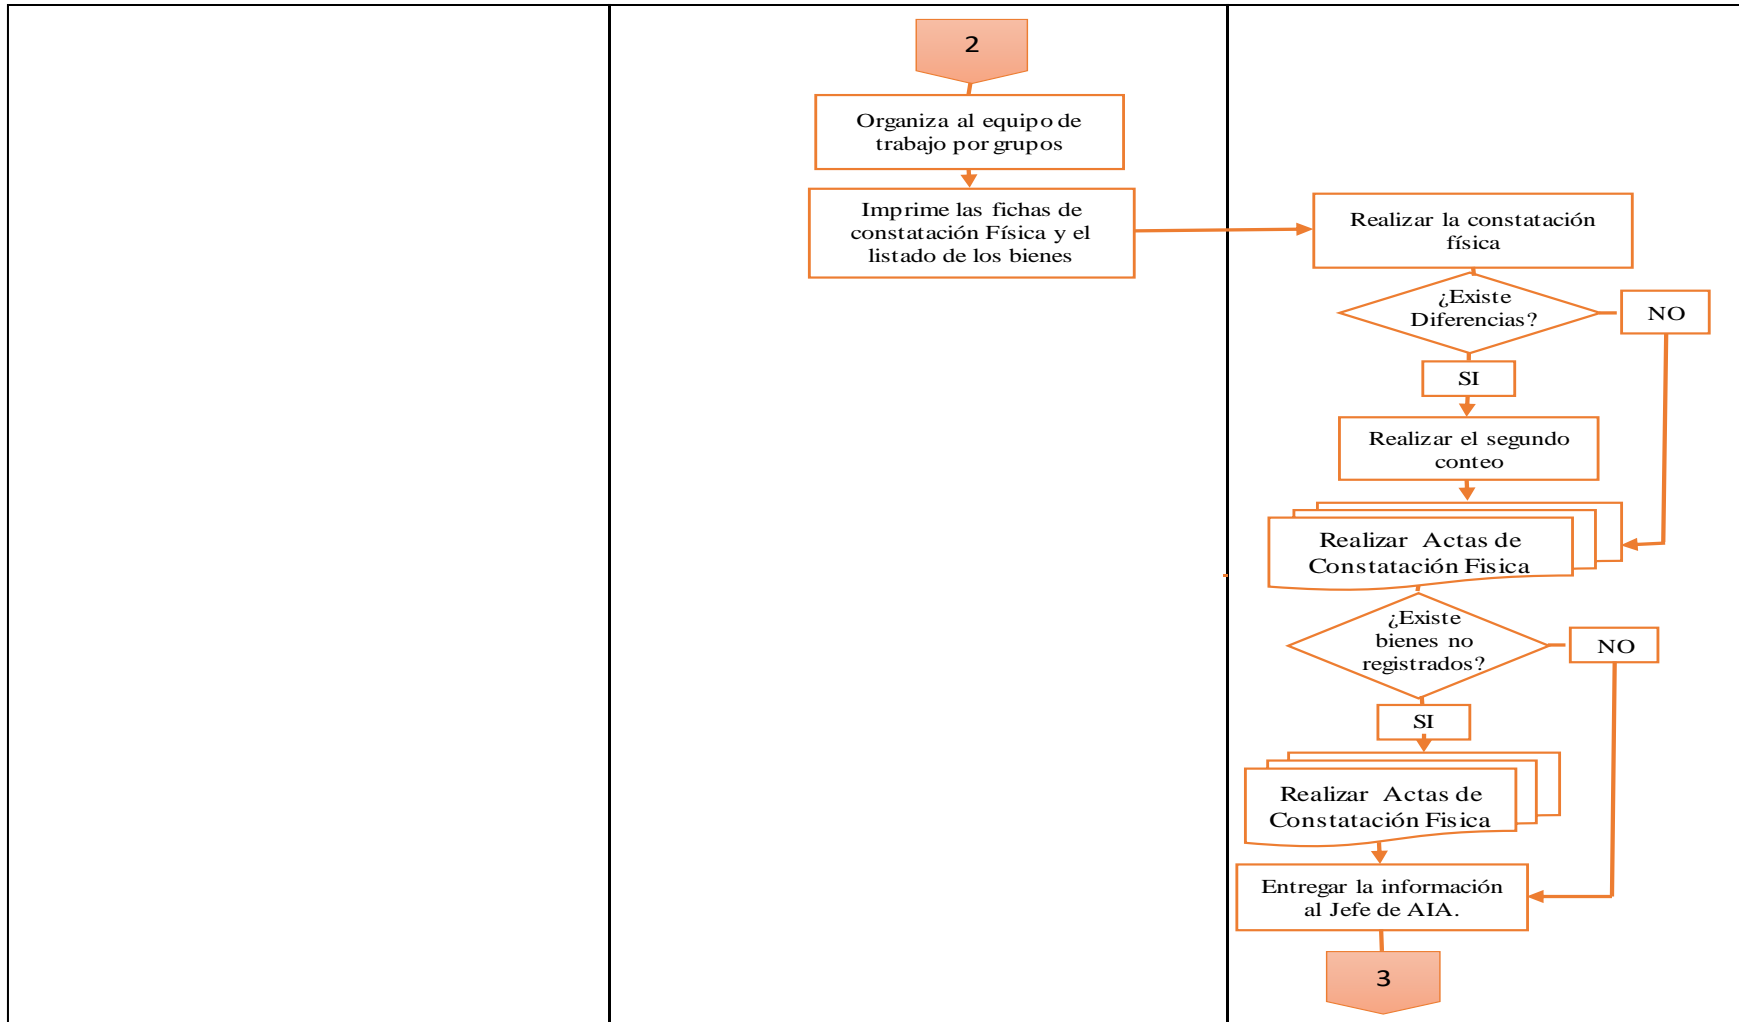 2
Organiza al equipo de
trabajo por grupos
Imprime las fichas de
constatación Física y el
listado de los bienes
Realizar la constatación
física
¿Existe
Diferencias?
NO
SI
Realizar el segundo
conteo
Realizar Actas de
Constatación Fisica
¿Existe
bienes no
registrados?
NO
SI
Realizar Actas de
Constatación Fisica
Entregar la información
al Jefe de AIA.
3